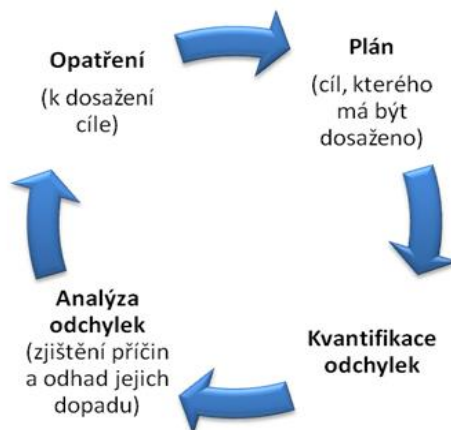 Opatření
(k dosažení
cíle)
Plán
(cíl, kterého
má být
dosaženo)
Kvantifikace
odchylek
Analýza
odchylek
(zjištění příčin
a odhad jejich
dopadu)